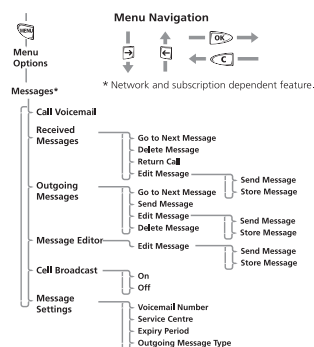 Menu Navigation
MENU
OK
C
Menu
Options
* Network and subscription dependent feature.
Messages*
Call Voicemail
Received
Messages
Go to Next Message
Delete Message
Return Call
Edit Message
Send Message
Store Message
Outgoing
Messages
Go to Next Message
Send Message
Edit Message
Delete Message
Send Message
Store Message
Message Editor
Edit Message
Send Message
Store Message
Cell Broadcast
On
Off
Message
Settings
Voicemail Number
Service Centre
Expiry Period
Outgoing Message Type